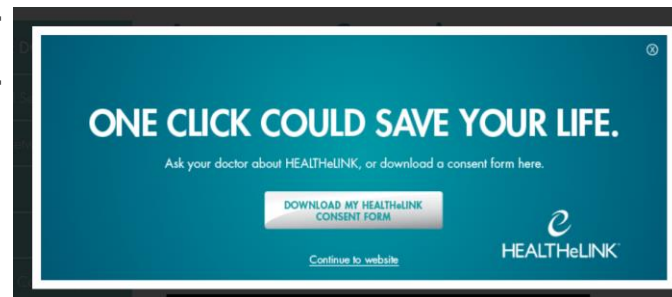 ONE CLICK COULD SAVE YOUR LIFE.
Ask your doctor about HEALTHeLINK, or download a consent form here.
DOWNLOAD MY HEALTHeLINK
CONSENT FORM
HEALTHeLINK
Continue to website